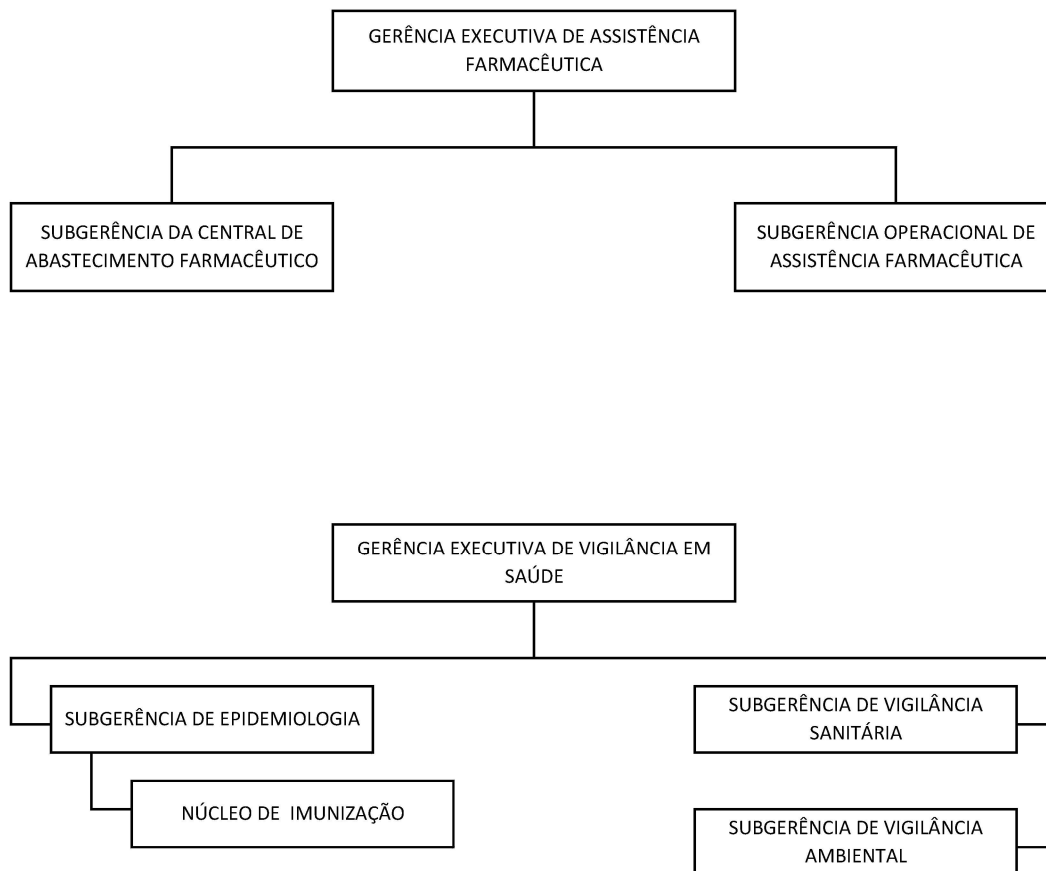 GERÊNCIA EXECUTIVA DE ASSISTÊNCIA
FARMACÊUTICA
SUBGERÊNCIA DA CENTRAL DE
ABASTECIMENTO FARMACÊUTICO
SUBGERÊNCIA OPERACIONAL DE
ASSISTÊNCIA FARMACÊUTICA
GERÊNCIA EXECUTIVA DE VIGILÂNCIA EM
SAÚDE
SUBGERÊNCIA DE EPIDEMIOLOGIA
NÚCLEO DE IMUNIZAÇÃO
SUBGERÊNCIA DE VIGILÂNCIA
SANITÁRIA
SUBGERÊNCIA DE VIGILÂNCIA
AMBIENTAL